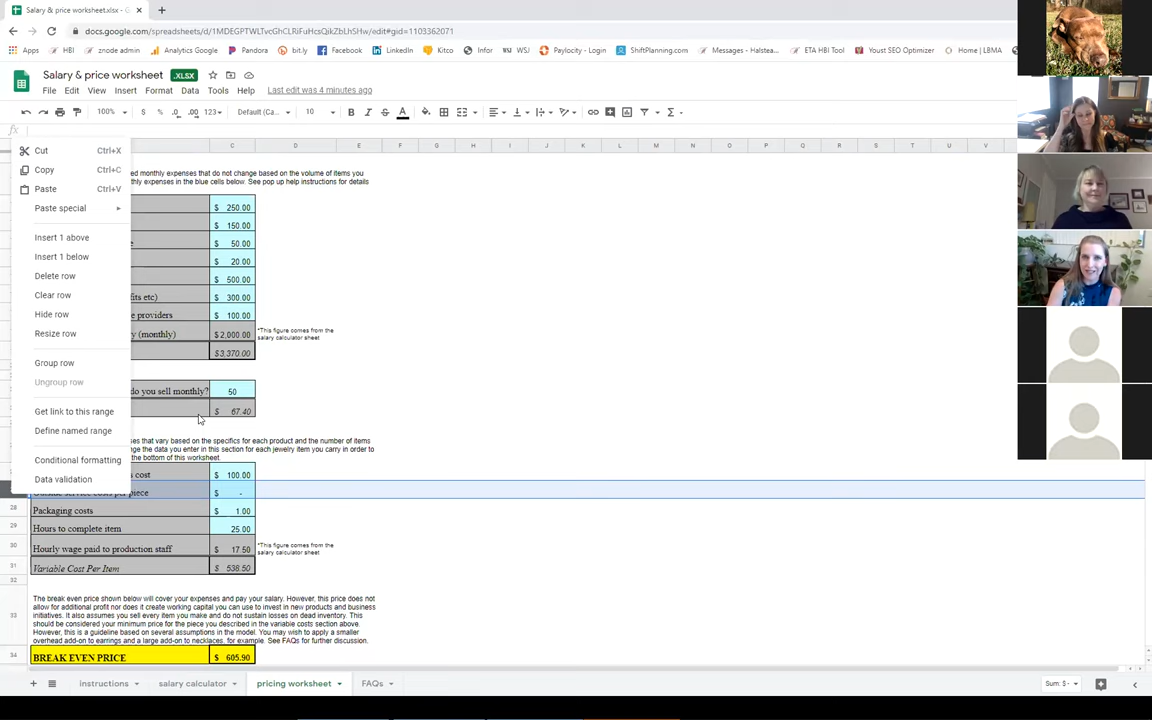 Salary & price worksheet.xlsx - G
docs.google.com/spreadsheets/d/1MDEGPTWLTvcGhCLRiFuHcsQikZbLhSHw/edit#gid=1103362071
Apps HBI znode admin Analytics Google Pandora bit.ly Facebook LinkedIn Kitco Infor WSJ Paylocity - Login ShiftPlanning.com Messages - Halstea... ETA HBI Tool Yoast SEO Optimizer Home | LBMA
Salary & price worksheet .XLSX
File Edit View Insert Format Data Tools Help Last edit was 4 minutes ago
100% $ % .0 .00 123 Default (Ca... 10 B I S A
fx
C D E F G H I J K L M N O P Q R S T U V
Cut Ctrl+X
Copy Ctrl+C
Paste Ctrl+V
Paste special
Insert 1 above
Insert 1 below
Delete row
Clear row
Hide row
Resize row
Group row
Ungroup row
Get link to this range
Define named range
Conditional formatting
Data validation
ed monthly expenses that do not change based on the volume of items you
thly expenses in the blue cells below. See pop up help instructions for details
$ 250.00
$ 150.00
e $ 50.00
$ 20.00
$ 500.00
fits etc) $ 300.00
e providers $ 100.00
y (monthly) $ 2,000.00 *This figure comes from the
salary calculator sheet
$3,370.00
do you sell monthly? 50
$ 67.40
ses that vary based on the specifics for each product and the number of items
nge the data you enter in this section for each jewelry item you carry in order to
the bottom of this worksheet.
s cost $ 100.00
Outside service costs per piece $ -
28 Packaging costs $ 1.00
29 Hours to complete item 25.00
30 Hourly wage paid to production staff $ 17.50 *This figure comes from the
salary calculator sheet
31 Variable Cost Per Item $ 538.50
32
33 The break even price shown below will cover your expenses and pay your salary. However, this price does not
allow for additional profit nor does it create working capital you can use to invest in new products and business
initiatives. It also assumes you sell every item you make and do not sustain losses on dead inventory. This
should be considered your minimum price for the piece you described in the variable costs section above.
However, this is a guideline based on several assumptions in the model. You may wish to apply a smaller
overhead add-on to earrings and a large add-on to necklaces, for example. See FAQs for further discussion.
34 BREAK EVEN PRICE $ 605.90
instructions salary calculator pricing worksheet FAQs Sum: $ -